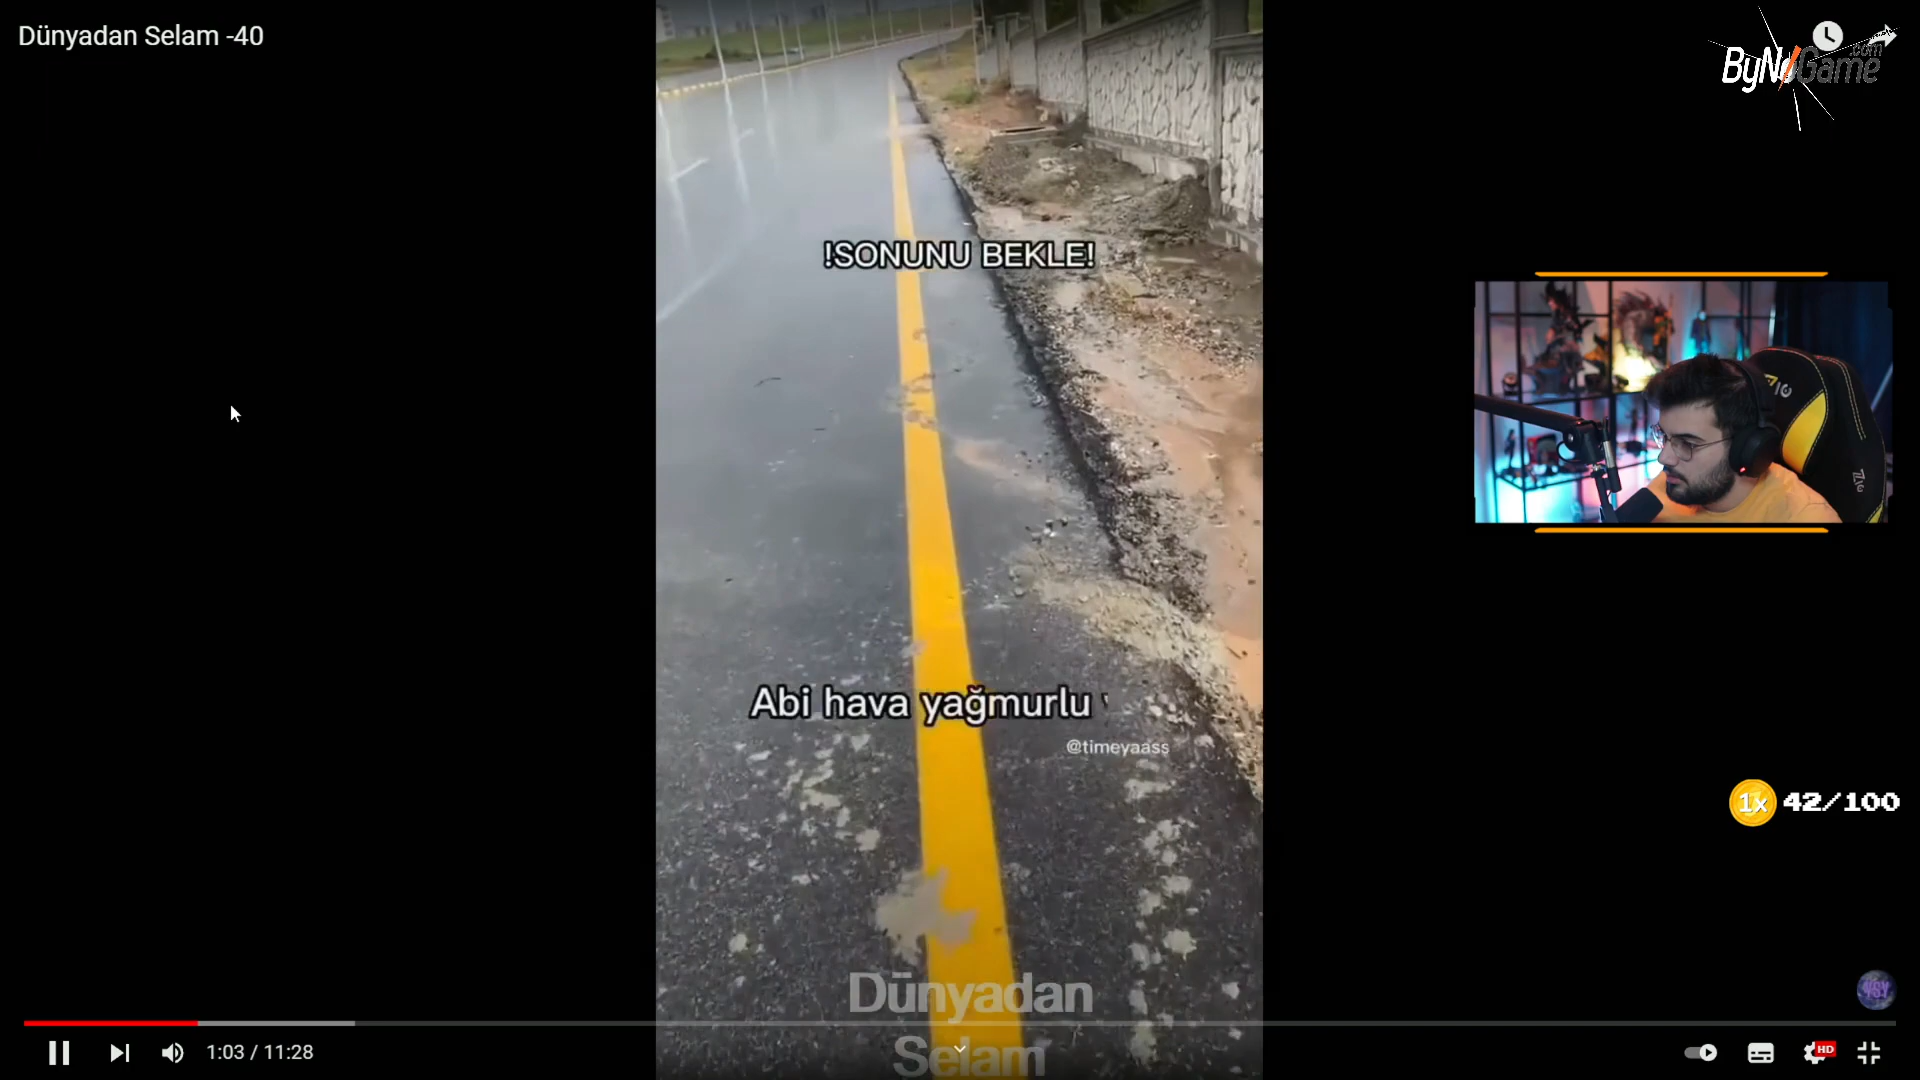 Dünyadan Selam -40
ByNoGame
.com
!SONUNU BEKLE!
Abi hava yağmurlu
@timeyaass
1x 42/100
Dünyadan
Selam
1:03 / 11:28
HD